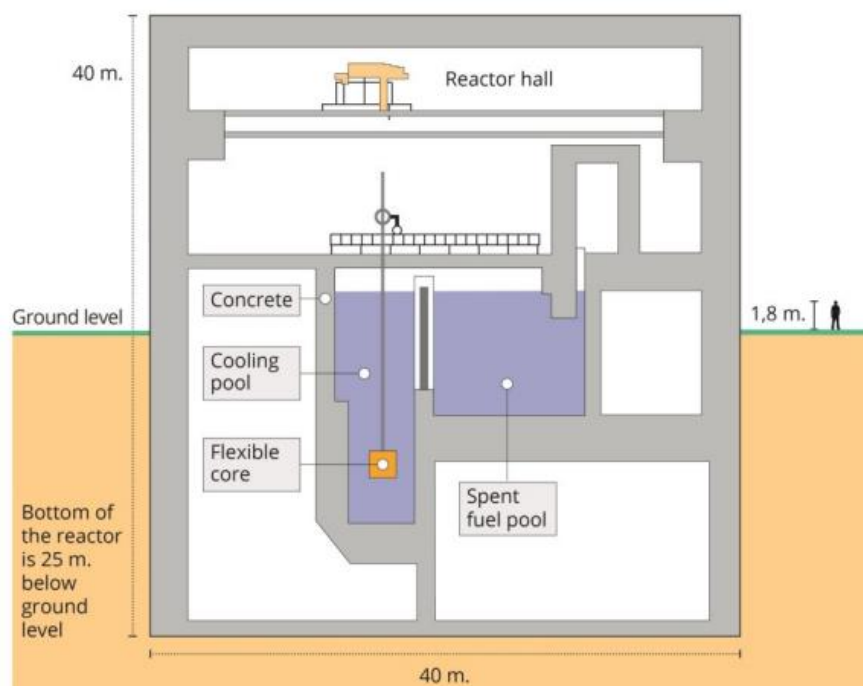 40 m.
Reactor hall
Concrete
Ground level
1,8 m.
Cooling
pool
Flexible
core
Spent
fuel pool
Bottom of
the reactor
is 25 m.
below
ground
level
40 m.